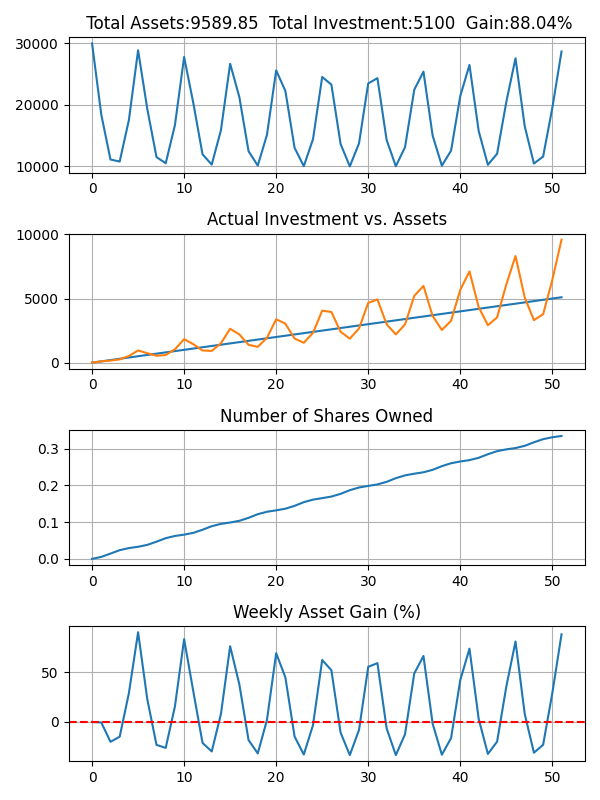 Total Assets:9589.85  Total Investment:5100  Gain:88.04%
30000
20000
10000
0 10 20 30 40 50
Actual Investment vs. Assets
10000
5000
0
0 10 20 30 40 50
Number of Shares Owned
0.3
0.2
0.1
0.0
0 10 20 30 40 50
Weekly Asset Gain (%)
50
0
0 10 20 30 40 50